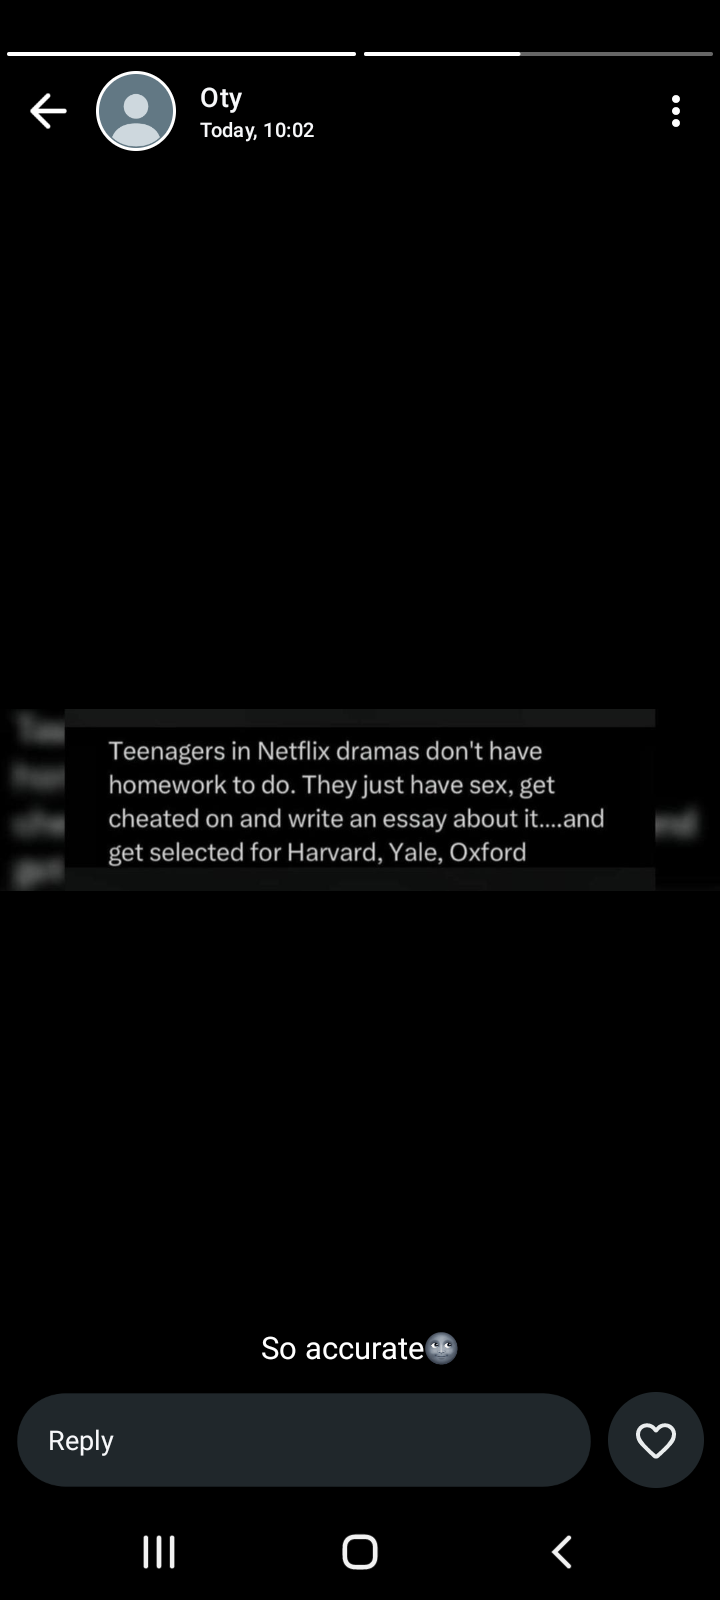 Oty
Today, 10:02
Teenagers in Netflix dramas don't have
homework to do. They just have sex, get
cheated on and write an essay about it....and
get selected for Harvard, Yale, Oxford
So accurate🌚
Reply